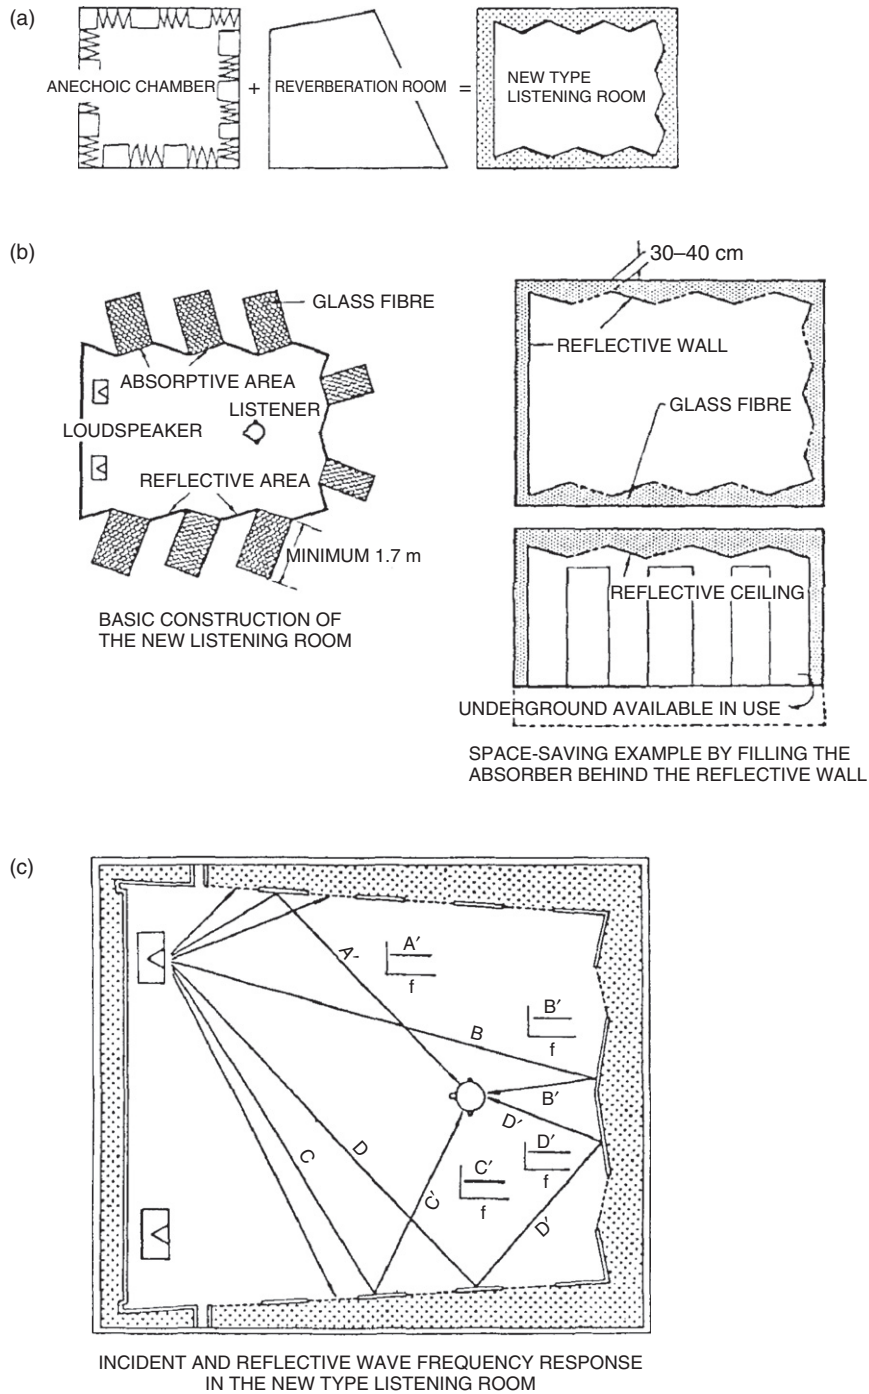 (a)
ANECHOIC CHAMBER + REVERBERATION ROOM = NEW TYPE
LISTENING ROOM
(b)
GLASS FIBRE
ABSORPTIVE AREA
LISTENER
LOUDSPEAKER
REFLECTIVE AREA
MINIMUM 1.7 m
BASIC CONSTRUCTION OF
THE NEW LISTENING ROOM
30–40 cm
REFLECTIVE WALL
GLASS FIBRE
REFLECTIVE CEILING
UNDERGROUND AVAILABLE IN USE
SPACE-SAVING EXAMPLE BY FILLING THE
ABSORBER BEHIND THE REFLECTIVE WALL
(c)
A′
A′
f
B
B′
f
B′
D′
D
D′
f
C
C′
C′
f
D′
INCIDENT AND REFLECTIVE WAVE FREQUENCY RESPONSE
IN THE NEW TYPE LISTENING ROOM